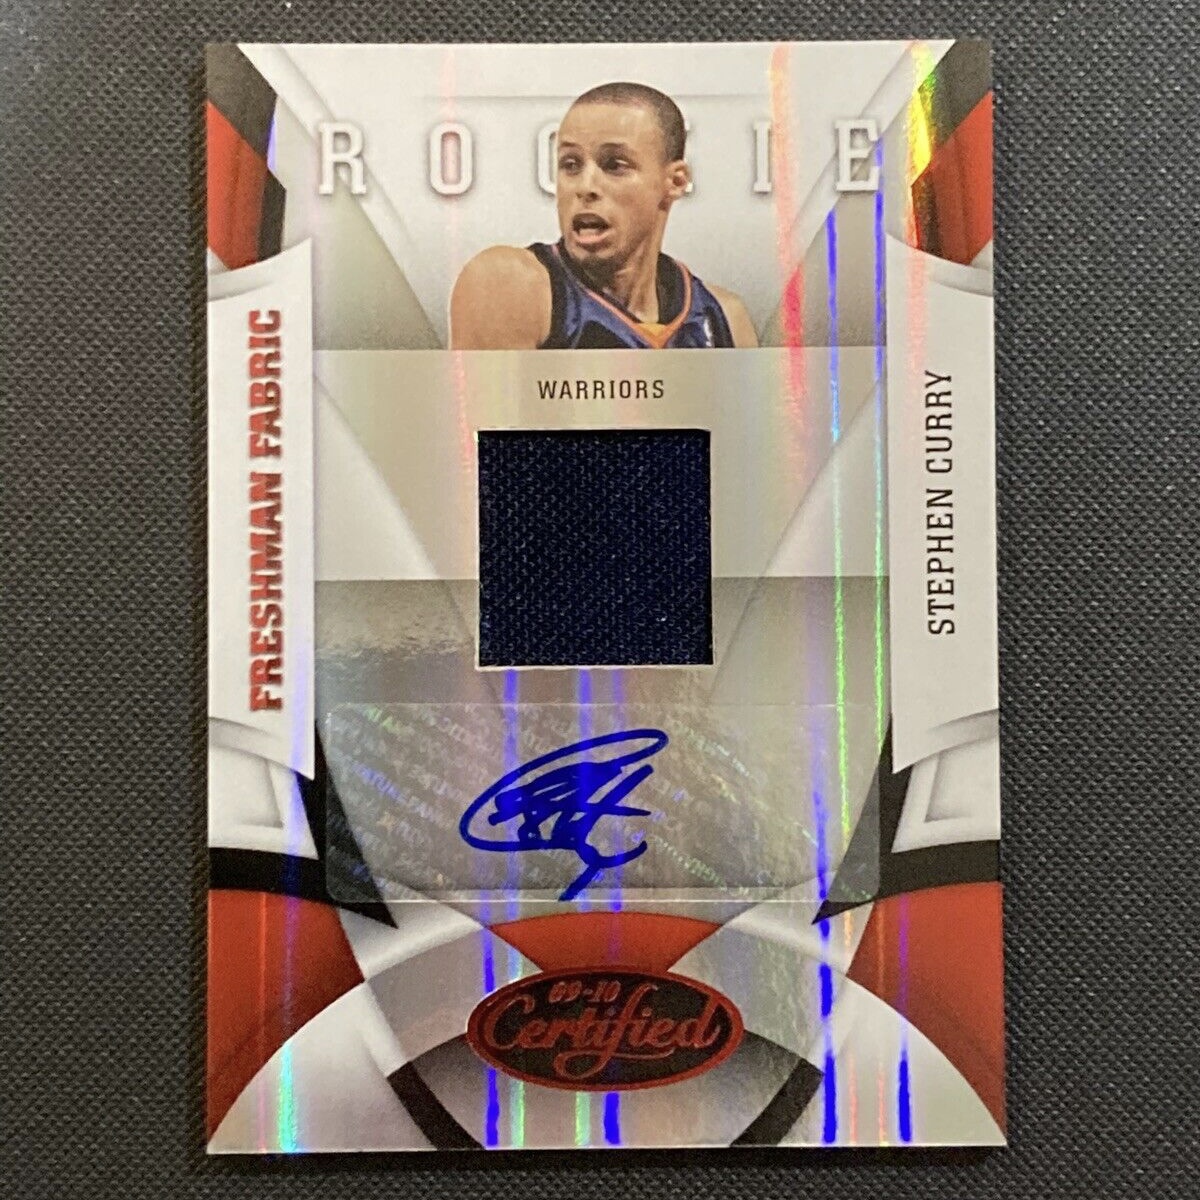 ROOKIE
WARRIORS
FRESHMAN FABRIC
STEPHEN CURRY
09-10
Certified